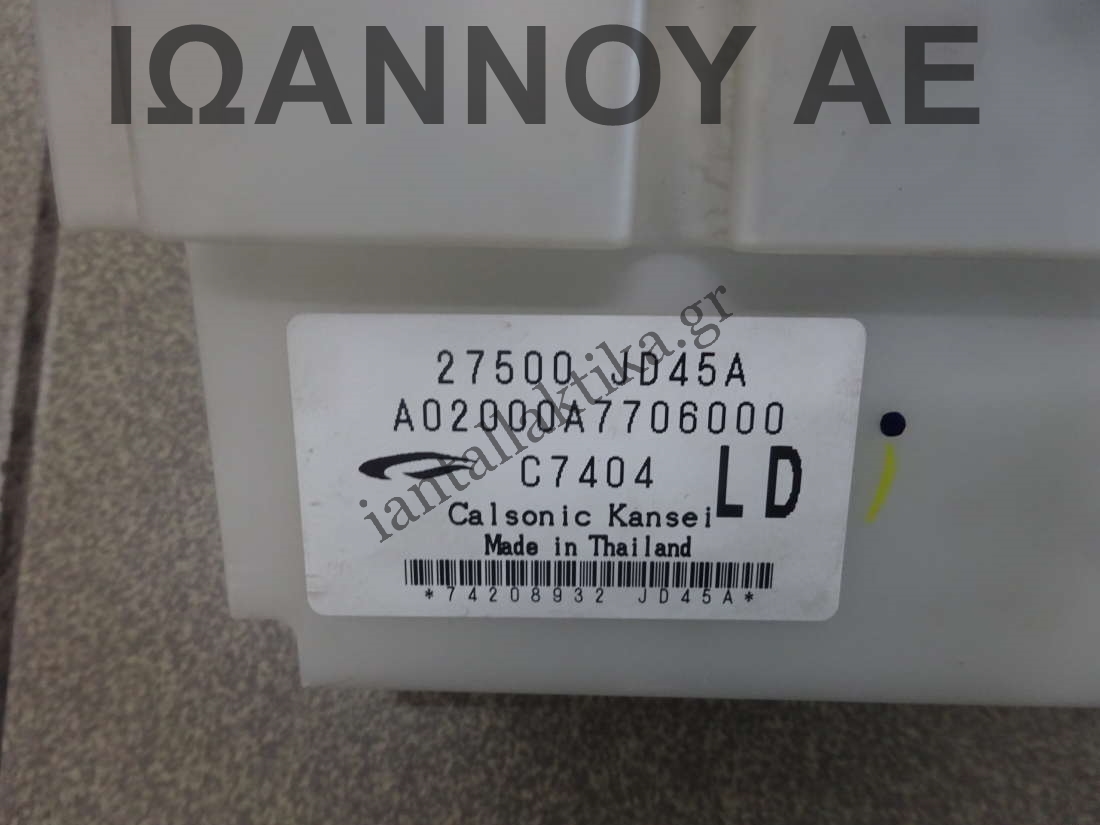 ΙΩΑΝΝΟΥ ΑΕ
iantallaktika.gr
27500 JD45A
A02000A7706000
C7404 LD
Calsonic Kansei
Made in Thailand
*74208932 JD45A*